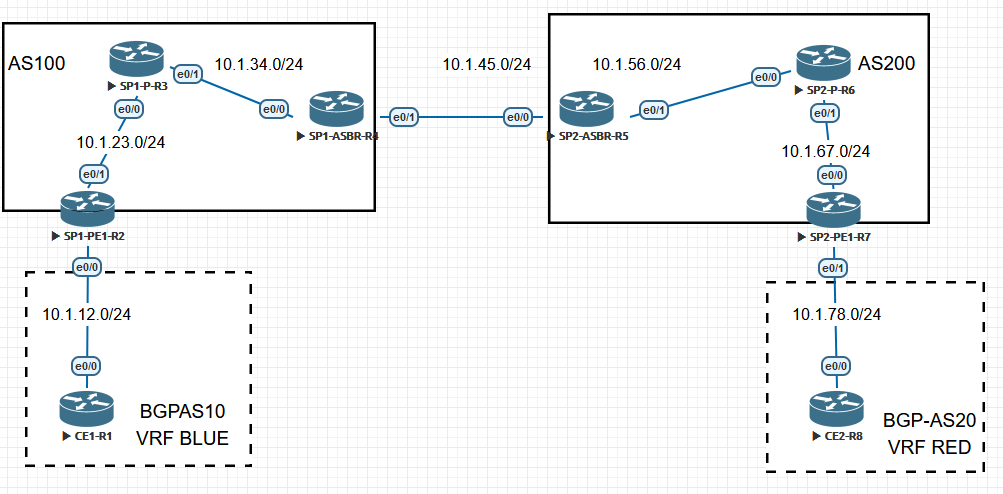 AS100
SP1-P-R3
e0/1
10.1.34.0/24
e0/0
10.1.23.0/24
e0/0
SP1-ASBR-R4
e0/1
e0/1
SP1-PE1-R2
e0/0
10.1.12.0/24
e0/0
CE1-R1
BGPAS10
VRF BLUE
10.1.45.0/24
e0/0
SP2-ASBR-R5
10.1.56.0/24
e0/1
e0/0
AS200
SP2-P-R6
e0/1
10.1.67.0/24
e0/0
SP2-PE1-R7
e0/1
10.1.78.0/24
e0/0
CE2-R8
BGP-AS20
VRF RED